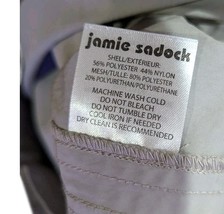 jamie sadock
SHELL/EXTÉRIEUR:
56% POLYESTER 44% NYLON
MESH/TULLE: 80% POLYESTER
20% POLYURETHAN/POLYURETHANE
MACHINE WASH COLD
DO NOT BLEACH
DO NOT TUMBLE DRY
COOL IRON IF NEEDED
DRY CLEAN IS RECOMMENDED